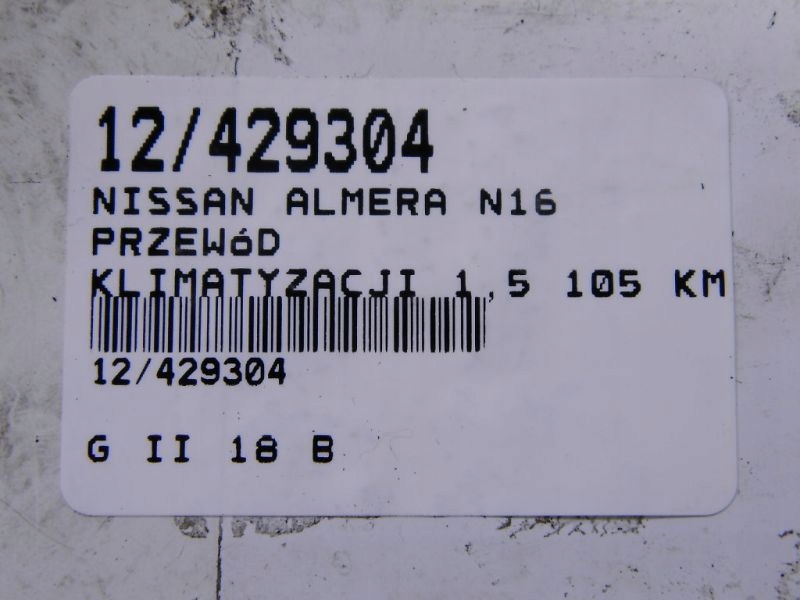 12/429304
NISSAN ALMERA N16
PRZEWóD
KLIMATYZACJI 1,5 105 KM
12/429304
G II 18 B